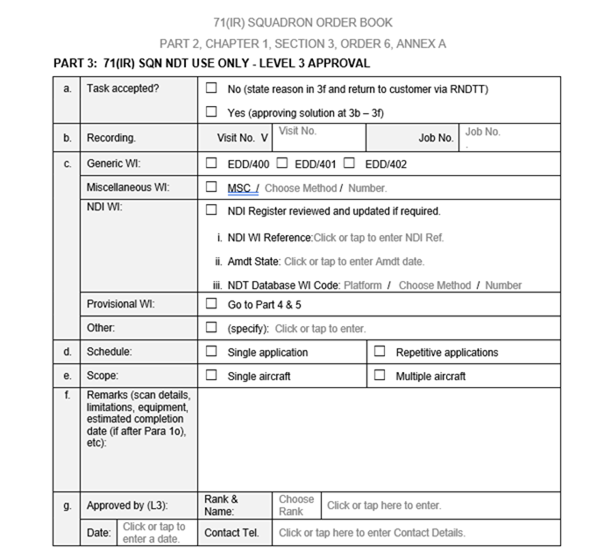 71(IR) SQUADRON ORDER BOOK
PART 2, CHAPTER 1, SECTION 3, ORDER 6, ANNEX A
PART 3: 71(IR) SQN NDT USE ONLY - LEVEL 3 APPROVAL
a. Task accepted? ☐ No (state reason in 3f and return to customer via RNDTT)
☐ Yes (approving solution at 3b – 3f)
b. Recording. Visit No. V Visit No. Job No. Job No.
.
c. Generic WI: ☐ EDD/400 ☐ EDD/401 ☐ EDD/402
Miscellaneous WI: ☐ MSC / Choose Method / Number.
NDI WI: ☐ NDI Register reviewed and updated if required.
i. NDI WI Reference:Click or tap to enter NDI Ref.
ii. Amdt State: Click or tap to enter Amdt date.
iii. NDT Database WI Code: Platform / Choose Method / Number
Provisional WI: ☐ Go to Part 4 & 5
Other: ☐ (specify): Click or tap to enter.
d. Schedule: ☐ Single application ☐ Repetitive applications
e. Scope: ☐ Single aircraft ☐ Multiple aircraft
f. Remarks (scan details,
limitations, equipment,
estimated completion
date (if after Para 1o),
etc):
g. Approved by (L3): Rank &
Name: Choose
Rank Click or tap here to enter.
Date: Click or tap to
enter a date. Contact Tel. Click or tap here to enter Contact Details.